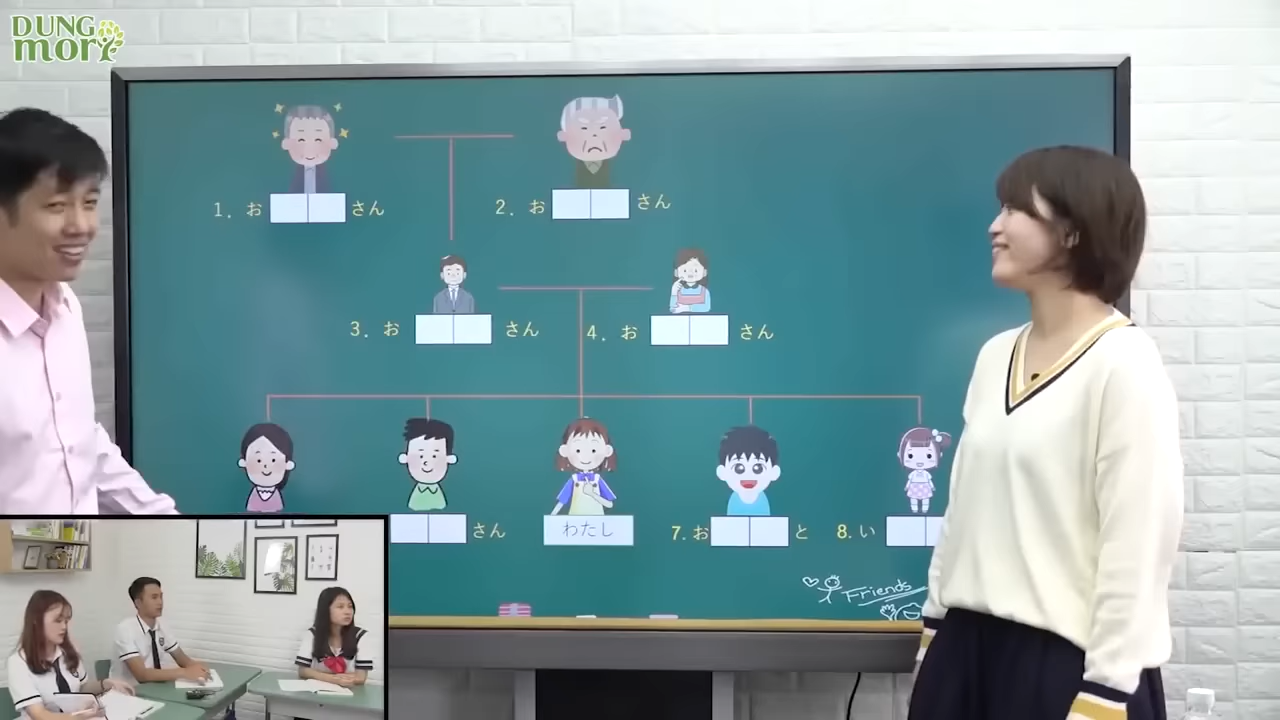 DUNG
mori
1. お さん
2. お さん
3. お さん
4. お さん
さん
わたし
7. お と
8. い
Friends